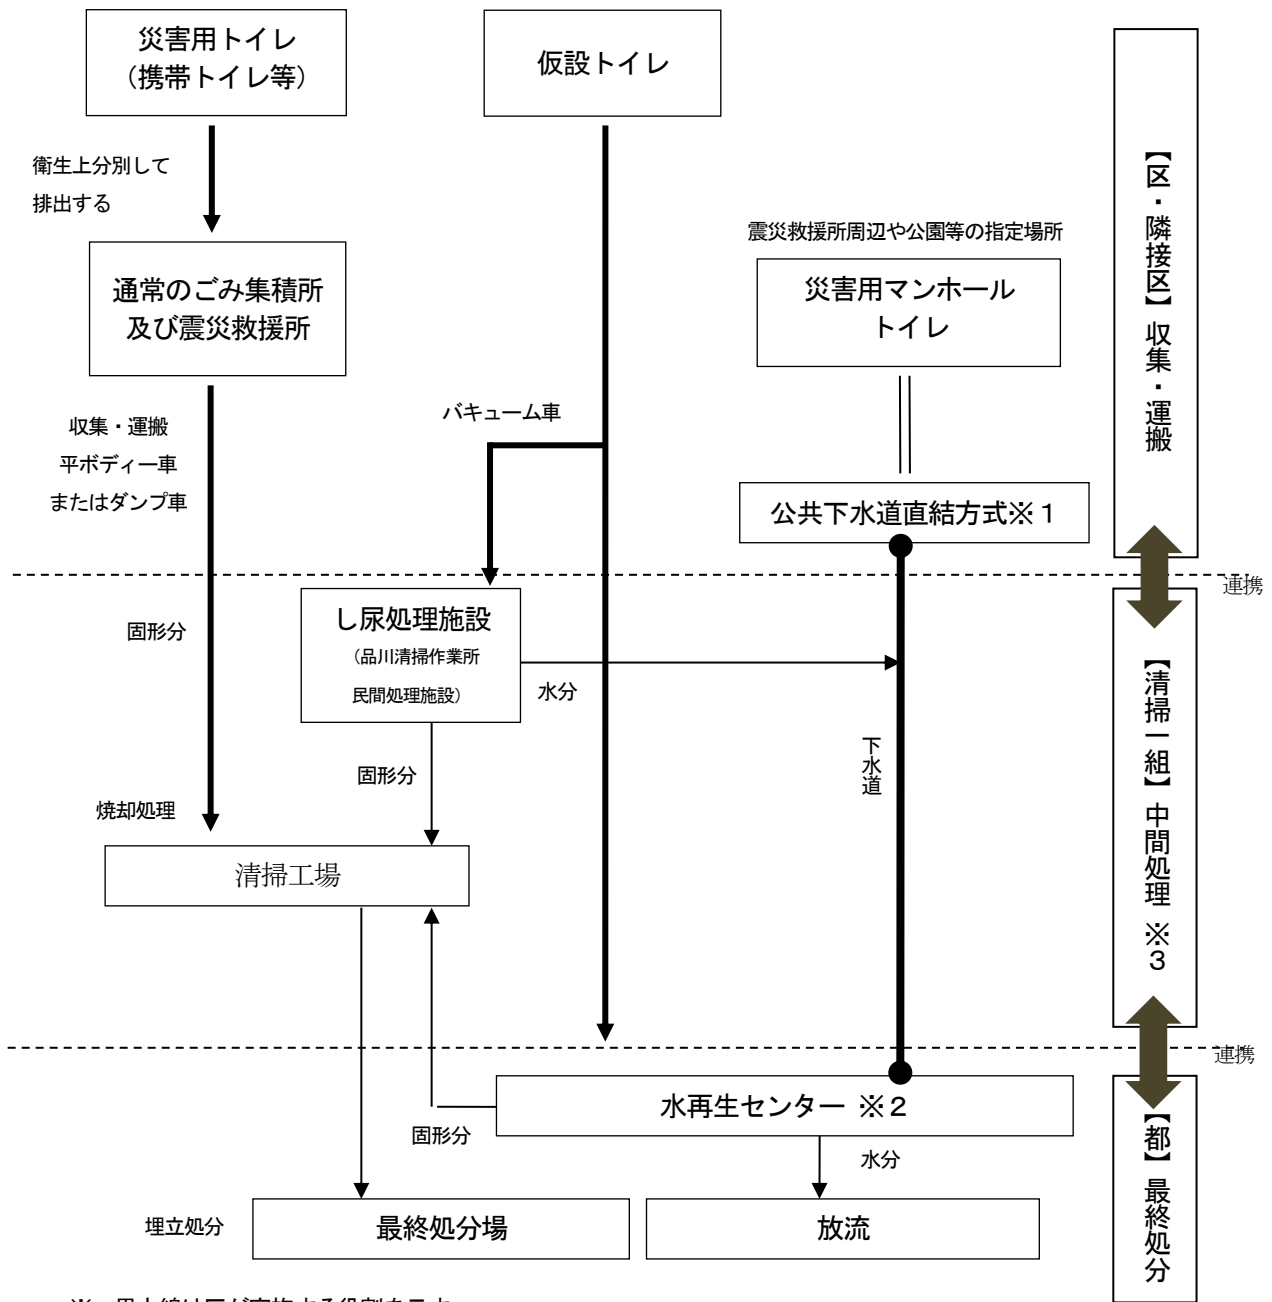 災害用トイレ
（携帯トイレ等）
仮設トイレ
衛生上分別して
排出する
通常のごみ集積所
及び震災救援所
震災救援所周辺や公園等の指定場所
災害用マンホール
トイレ
収集・運搬
平ボディー車
またはダンプ車
バキューム車
公共下水道直結方式※１
【区・隣接区】収集・運搬
連携
固形分
し尿処理施設
（品川清掃作業所
民間処理施設）
水分
固形分
下水道
焼却処理
清掃工場
【清掃一組】中間処理 ※３
連携
水再生センター ※２
固形分
水分
埋立処分
最終処分場
放流
【都】最終処分